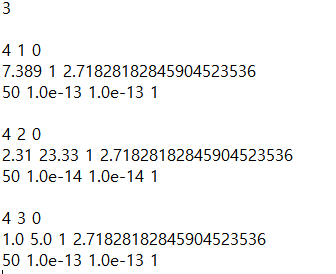 3
4 1 0
7.389 1 2.71828182845904523536
50 1.0e-13 1.0e-13 1
4 2 0
2.31 23.33 1 2.71828182845904523536
50 1.0e-14 1.0e-14 1
4 3 0
1.0 5.0 1 2.71828182845904523536
50 1.0e-13 1.0e-13 1